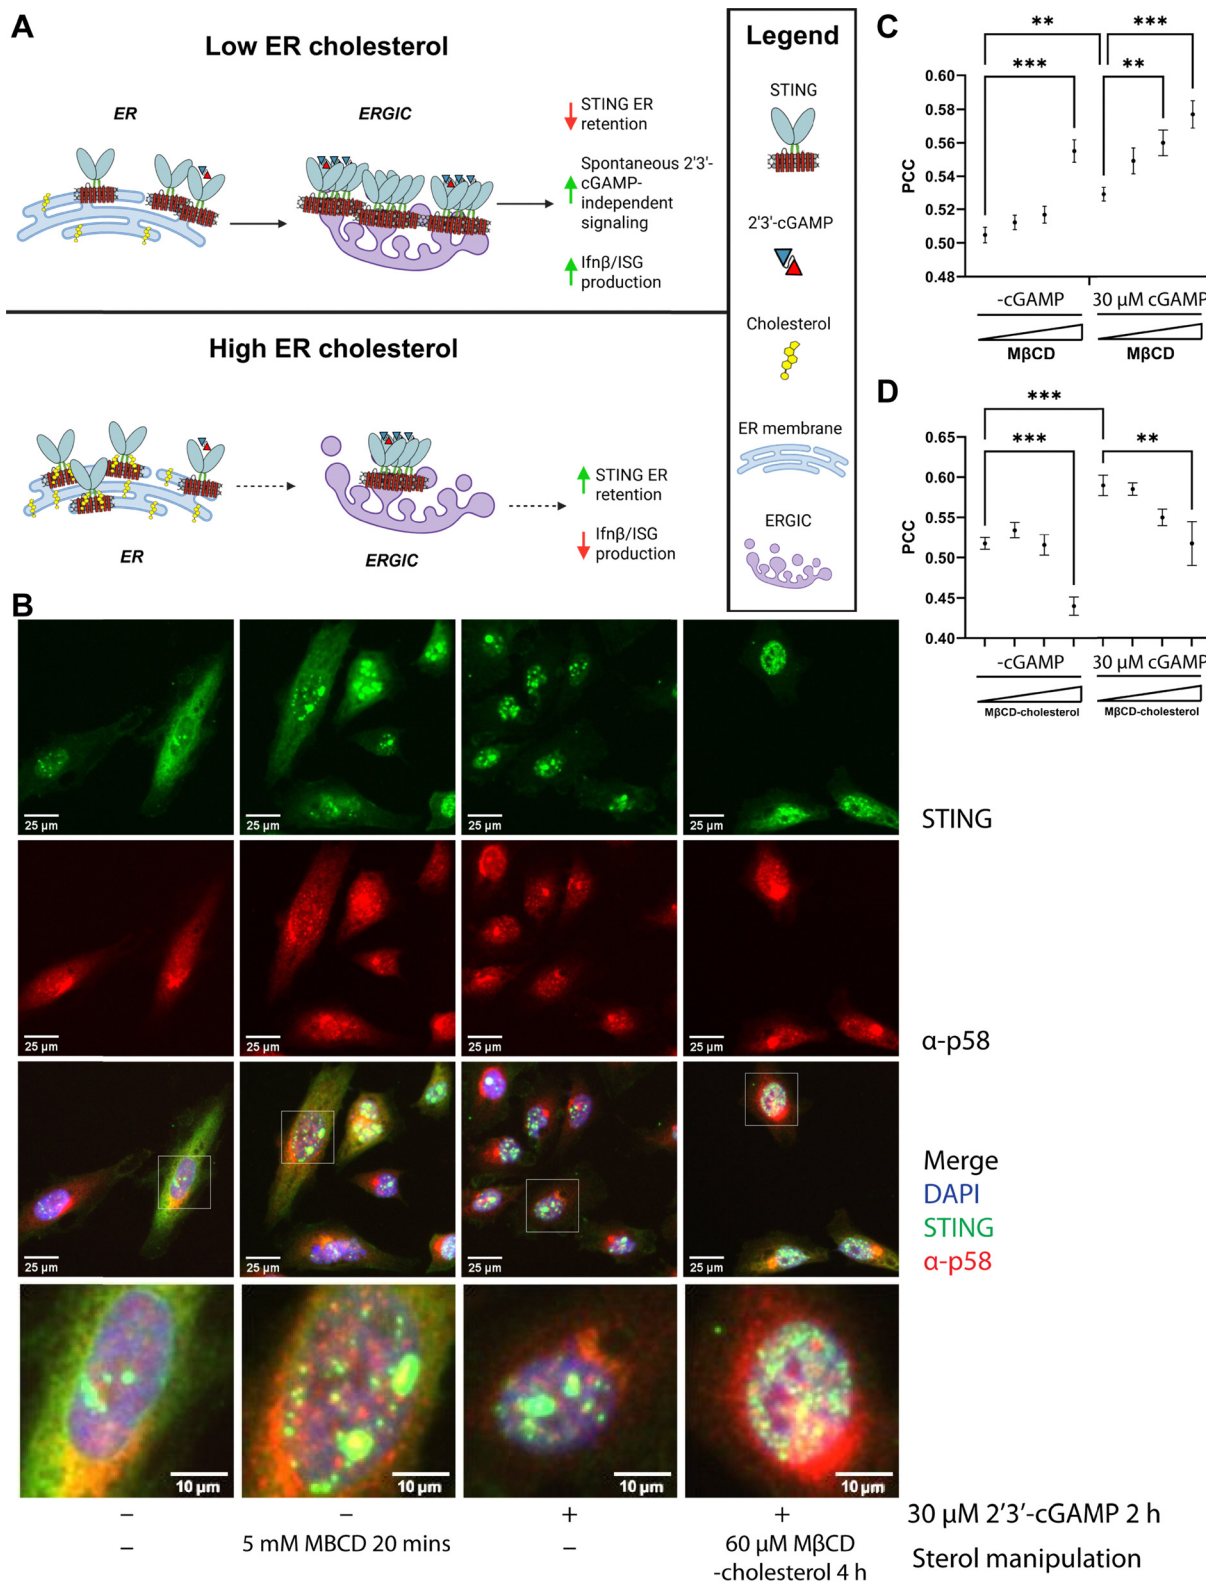 A
Low ER cholesterol
ER
ERGIC
STING ER
retention
Spontaneous 2'3'-
cGAMP-
independent
signaling
Ifnβ/ISG
production
High ER cholesterol
ER
ERGIC
STING ER
retention
Ifnβ/ISG
production
Legend
STING
2'3'-cGAMP
Cholesterol
ER membrane
ERGIC
C
**
***
***
**
0.60
0.58
0.56
0.54
0.52
0.50
0.48
PCC
-cGAMP
30 µM cGAMP
MβCD
MβCD
D
***
***
**
0.65
0.60
0.55
0.50
0.45
0.40
PCC
-cGAMP
30 µM cGAMP
MβCD-cholesterol
MβCD-cholesterol
B
25 µm
25 µm
25 µm
25 µm
STING
25 µm
25 µm
25 µm
25 µm
α-p58
25 µm
25 µm
25 µm
25 µm
Merge
DAPI
STING
α-p58
10 µm
10 µm
10 µm
10 µm
– – + + 30 µM 2'3'-cGAMP 2 h
– 5 mM MBCD 20 mins – 60 µM MβCD
-cholesterol 4 h
Sterol manipulation